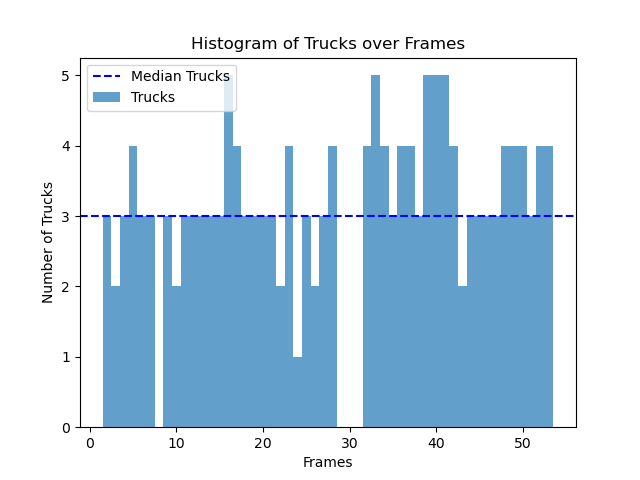 Histogram of Trucks over Frames
Median Trucks
Trucks
Number of Trucks
5
4
3
2
1
0
0 10 20 30 40 50
Frames